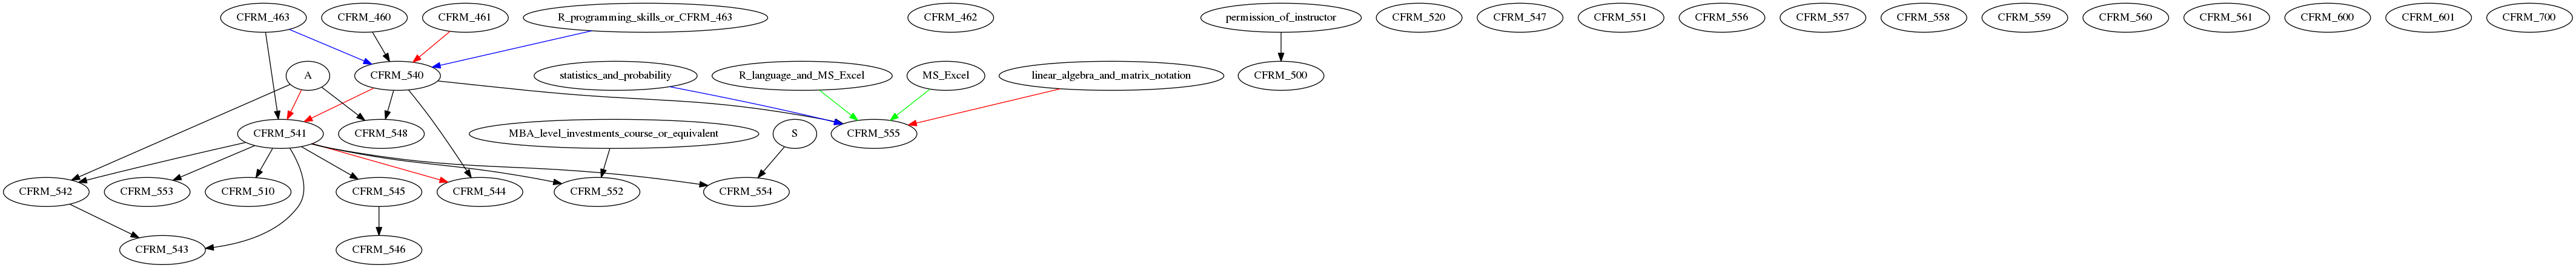 CFRM_463
CFRM_460
CFRM_461
R_programming_skills_or_CFRM_463
CFRM_462
permission_of_instructor
CFRM_520
CFRM_547
CFRM_551
CFRM_556
CFRM_557
CFRM_558
CFRM_559
CFRM_560
CFRM_561
CFRM_600
CFRM_601
CFRM_700
A
CFRM_540
statistics_and_probability
R_language_and_MS_Excel
MS_Excel
linear_algebra_and_matrix_notation
CFRM_500
CFRM_541
CFRM_548
MBA_level_investments_course_or_equivalent
S
CFRM_555
CFRM_542
CFRM_553
CFRM_510
CFRM_545
CFRM_544
CFRM_552
CFRM_554
CFRM_543
CFRM_546